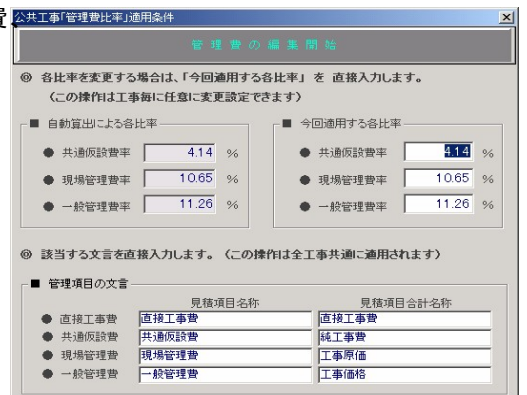 費、
公共工事「管理費比率」適用条件
管理費の編集開始
◎ 各比率を変更する場合は、「今回適用する各比率」を 直接入力します。
(この操作は工事毎に任意に変更設定できます)
■ 自動算出による各比率
● 共通仮設費率 4.14 %
● 現場管理費率 10.65 %
● 一般管理費率 11.26 %
■ 今回適用する各比率
● 共通仮設費率 4.14 %
● 現場管理費率 10.65 %
● 一般管理費率 11.26 %
◎ 該当する文言を直接入力します。(この操作は全工事共通に適用されます)
■ 管理項目の文言
見積項目名称 見積項目合計名称
● 直接工事費 直接工事費 直接工事費
● 共通仮設費 共通仮設費 純工事費
● 現場管理費 現場管理費 工事原価
● 一般管理費 一般管理費 工事価格